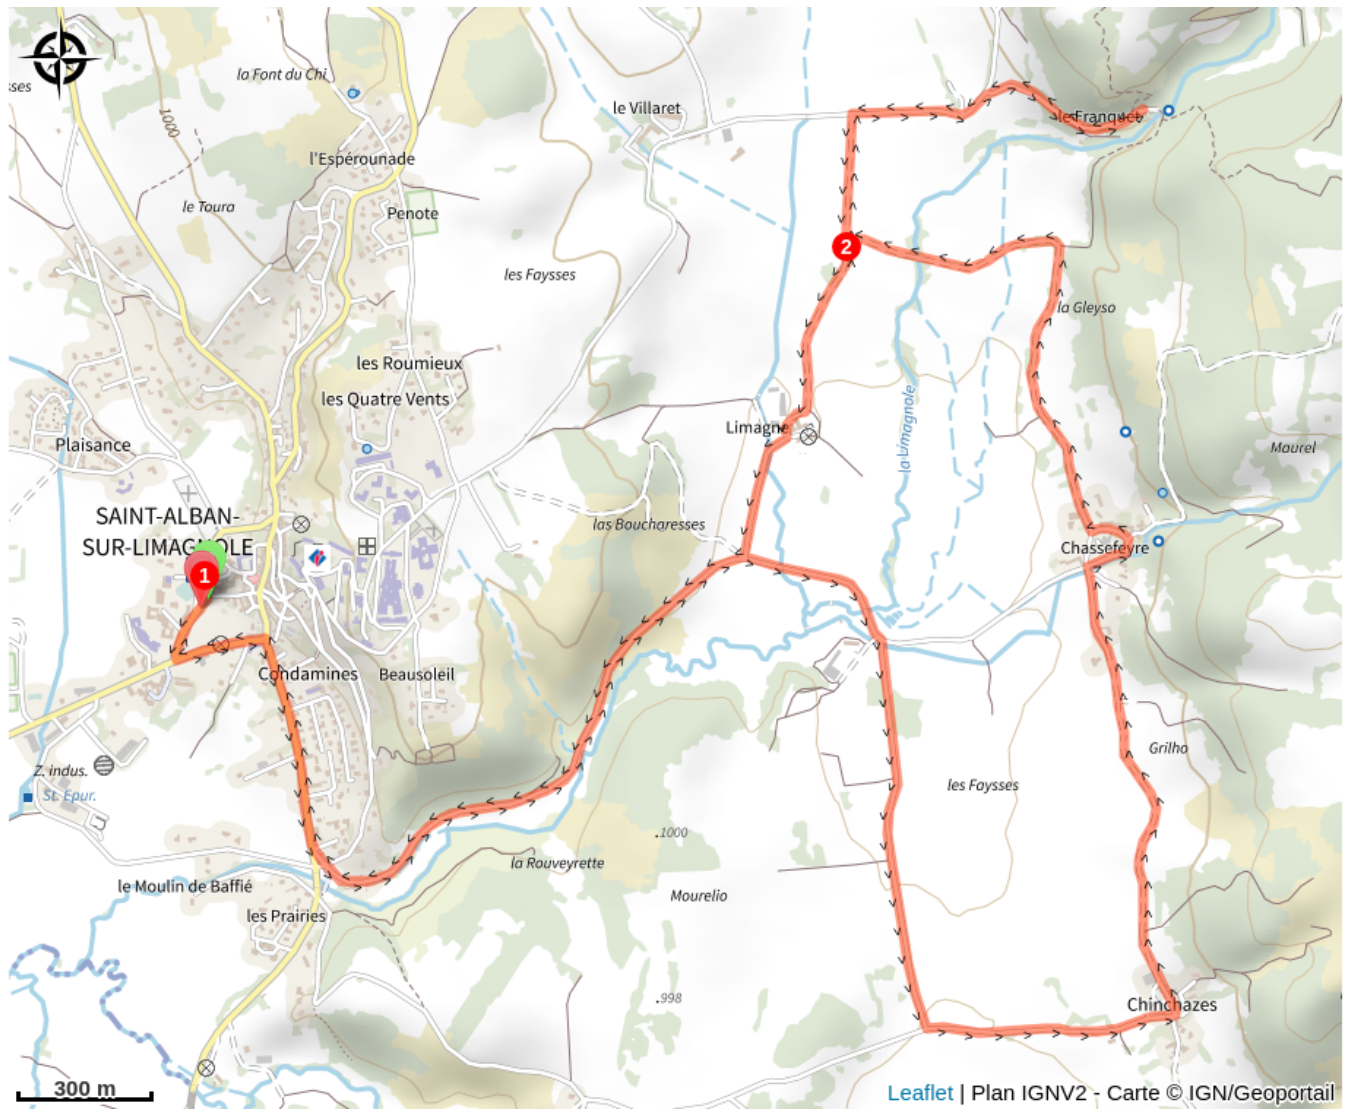 la Font du Chi
sses
1000
le Villaret
le Franquet
l'Espérounade
le Toura
Penote
les Faysses
2
la Gleyso
les Roumieux
les Quatre Vents
la Limagnole
Limagne
Plaisance
Maurel
SAINT-ALBAN-
SUR-LIMAGNOLE
las Boucharesses
Chassefeyre
1
Condamines
Beausoleil
Grilho
Z. indus.
St. Epur.
les Faysses
.1000
la Rouveyrette
le Moulin de Baffié
Mourelio
les Prairies
.998
Chinchazes
300 m
Leaflet | Plan IGNV2 - Carte © IGN/Geoportail